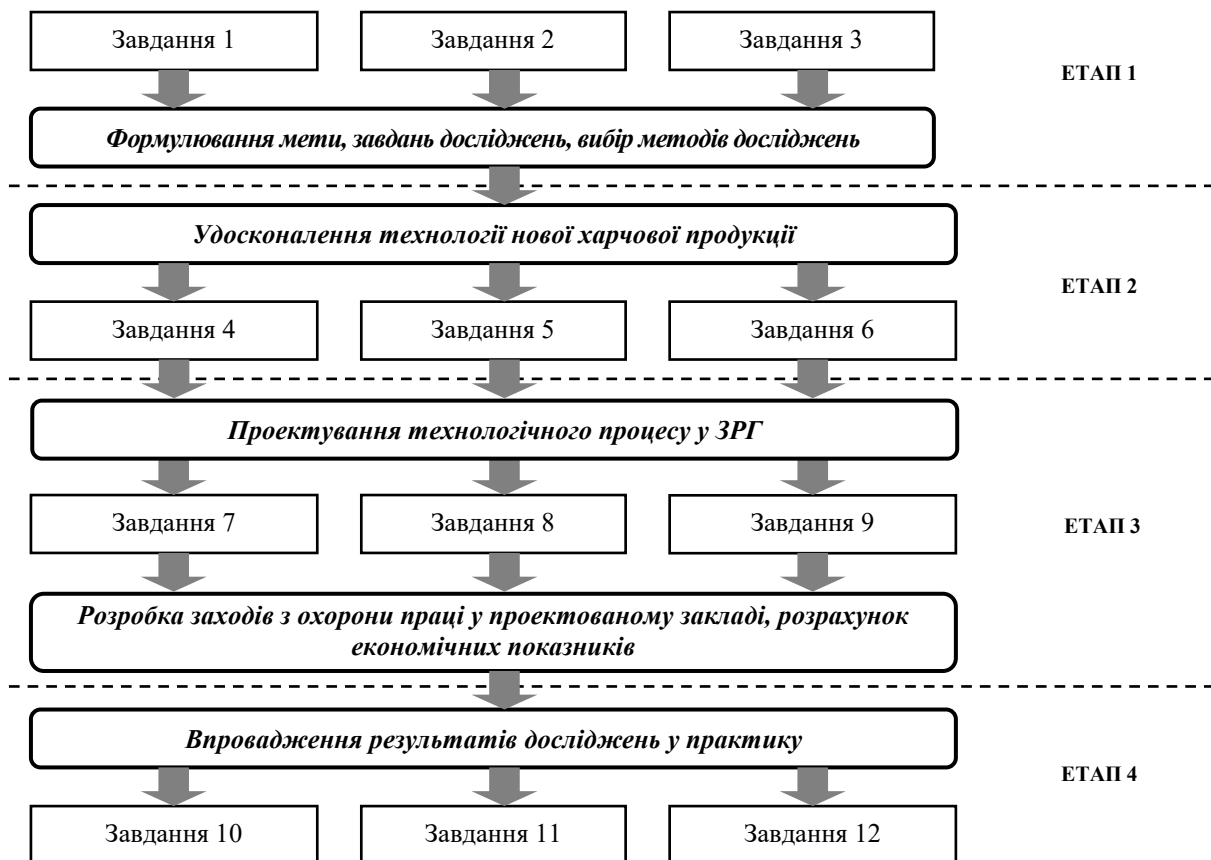 Завдання 1
Завдання 2
Завдання 3
ЕТАП 1
Формулювання мети, завдань досліджень, вибір методів досліджень
Удосконалення технології нової харчової продукції
ЕТАП 2
Завдання 4
Завдання 5
Завдання 6
Проектування технологічного процесу у ЗРГ
Завдання 7
Завдання 8
Завдання 9
ЕТАП 3
Розробка заходів з охорони праці у проектованому закладі, розрахунок
економічних показників
Впровадження результатів досліджень у практику
ЕТАП 4
Завдання 10
Завдання 11
Завдання 12